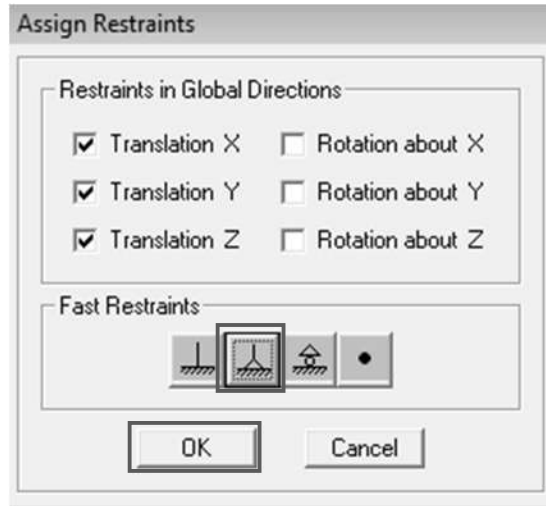 Assign Restraints
Restraints in Global Directions
Translation X Rotation about X
Translation Y Rotation about Y
Translation Z Rotation about Z
Fast Restraints
OK Cancel